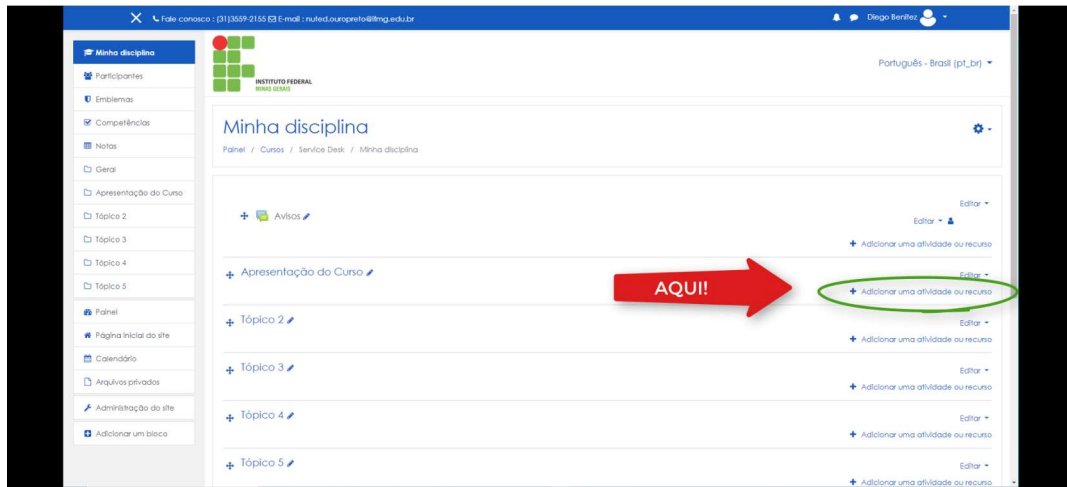 Fale conosco : (31)3559-2155 E-mail : nuted.ouropreto@ifmg.edu.br
Diego Benitez
Minha disciplina
Participantes
Emblemas
Competências
Notas
Geral
Apresentação do Curso
Tópico 2
Tópico 3
Tópico 4
Tópico 5
Painel
Página inicial do site
Calendário
Arquivos privados
Administração do site
Adicionar um bloco
INSTITUTO FEDERAL
MINAS GERAIS
Português - Brasil (pt_br)
Minha disciplina
Painel / Cursos / Service Desk / Minha disciplina
Editar
Avisos
Editar
Adicionar uma atividade ou recurso
Apresentação do Curso
Editar
AQUI!
Adicionar uma atividade ou recurso
Tópico 2
Editar
Adicionar uma atividade ou recurso
Tópico 3
Editar
Adicionar uma atividade ou recurso
Tópico 4
Editar
Adicionar uma atividade ou recurso
Tópico 5
Editar
Adicionar uma atividade ou recurso